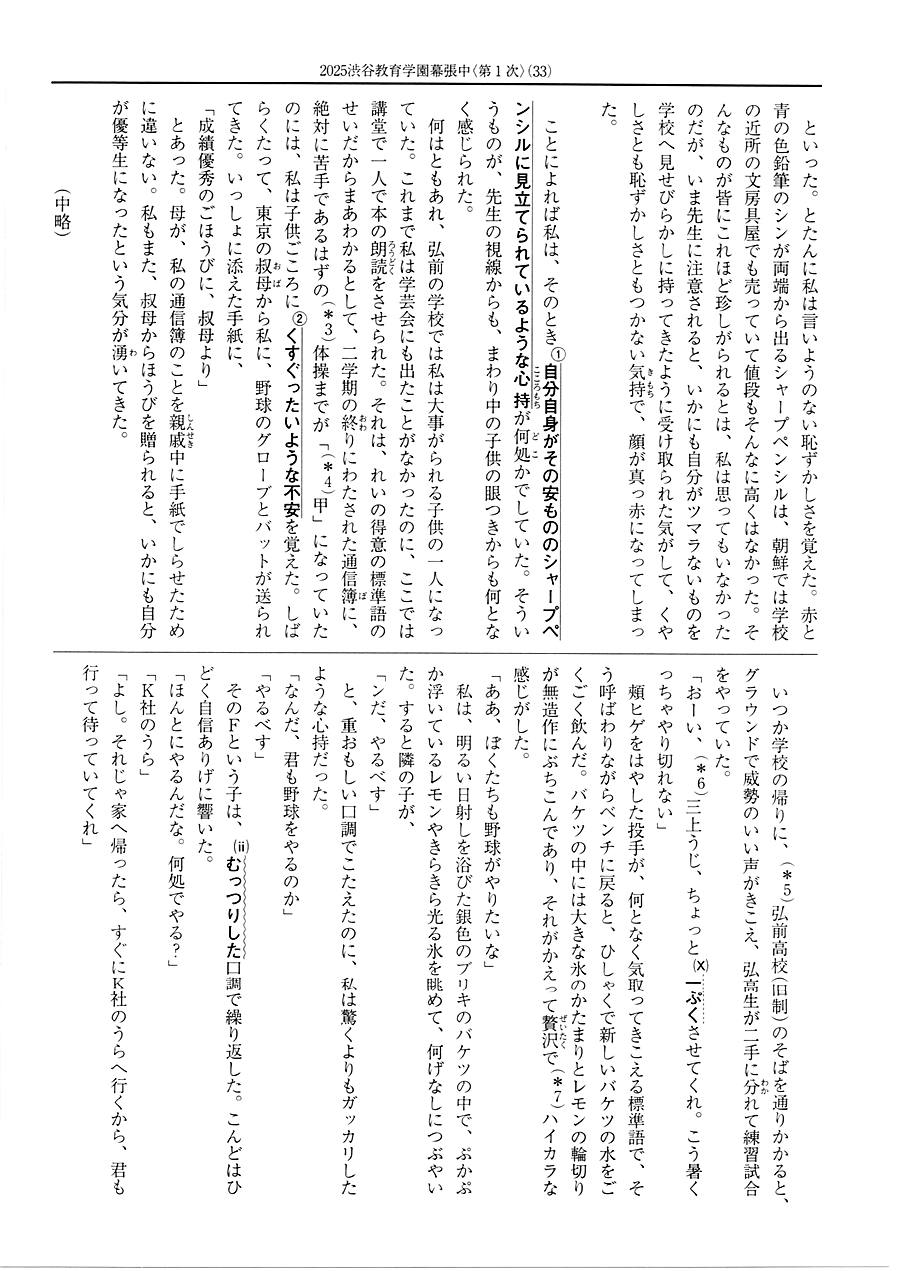 2025渋谷教育学園幕張中〈第1次〉(33)
といった。とたんに私は言いようのない恥ずかしさを覚えた。赤と
青の色鉛筆のシンが両端から出るシャープペンシルは、朝鮮では学校
の近所の文房具屋でも売っていて値段もそんなに高くはなかった。そ
んなものが皆にこれほど珍しがられるとは、私は思ってもいなかった
のだが、いま先生に注意されると、いかにも自分がツマラないものを
学校へ見せびらかしに持ってきたように受け取られた気がして、くや
しさとも恥ずかしさともつかない気持で、顔が真っ赤になってしまっ
た。
ことによれば私は、そのとき①自分自身がその安もののシャープペ
ンシルに見立てられているような心持が何処かでしていた。そうい
うものが、先生の視線からも、まわり中の子供の眼つきからも何とな
く感じられた。
何はともあれ、弘前の学校では私は大事がられる子供の一人になっ
ていた。これまで私は学芸会にも出たことがなかったのに、ここでは
講堂で一人で本の朗読をさせられた。それは、れいの得意の標準語の
せいだからまあわかるとして、二学期の終りにわたされた通信簿に、
絶対に苦手であるはずの(＊3)体操までが「(＊4)甲」になっていた
のには、私は子供ごころに②くすぐったいような不安を覚えた。しば
らくたって、東京の叔母から私に、野球のグローブとバットが送られ
てきた。いっしょに添えた手紙に、
「成績優秀のごほうびに、叔母より」
とあった。母が、私の通信簿のことを親戚中に手紙でしらせたため
に違いない。私もまた、叔母からほうびを贈られると、いかにも自分
が優等生になったという気分が湧いてきた。
(中略)
いつか学校の帰りに、(＊5)弘前高校(旧制)のそばを通りかかると、
グラウンドで威勢のいい声がきこえ、弘高生が二手に分れて練習試合
をやっていた。
「おーい、(＊6)三上うじ、ちょっと(X)一ぷくさせてくれ。こう暑く
っちゃやり切れない」
頬ヒゲをはやした投手が、何となく気取ってきこえる標準語で、そ
う呼ばわりながらベンチに戻ると、ひしゃくで新しいバケツの水をご
くごく飲んだ。バケツの中には大きな氷のかたまりとレモンの輪切り
が無造作にぶちこんであり、それがかえって贅沢で(＊7)ハイカラな
感じがした。
「ああ、ぼくたちも野球がやりたいな」
私は、明るい日射しを浴びた銀色のブリキのバケツの中で、ぷかぷ
か浮いているレモンやきらきら光る氷を眺めて、何げなしにつぶやい
た。すると隣の子が、
「ンだ、やるべす」
と、重おもしい口調でこたえたのに、私は驚くよりもガッカリした
ような心持だった。
「なんだ、君も野球をやるのか」
「やるべす」
そのFという子は、(ii)むっつりした口調で繰り返した。こんどはひ
どく自信ありげに響いた。
「ほんとにやるんだな。何処でやる？」
「K社のうら」
「よし。それじゃ家へ帰ったら、すぐにK社のうらへ行くから、君も
行って待っていてくれ」